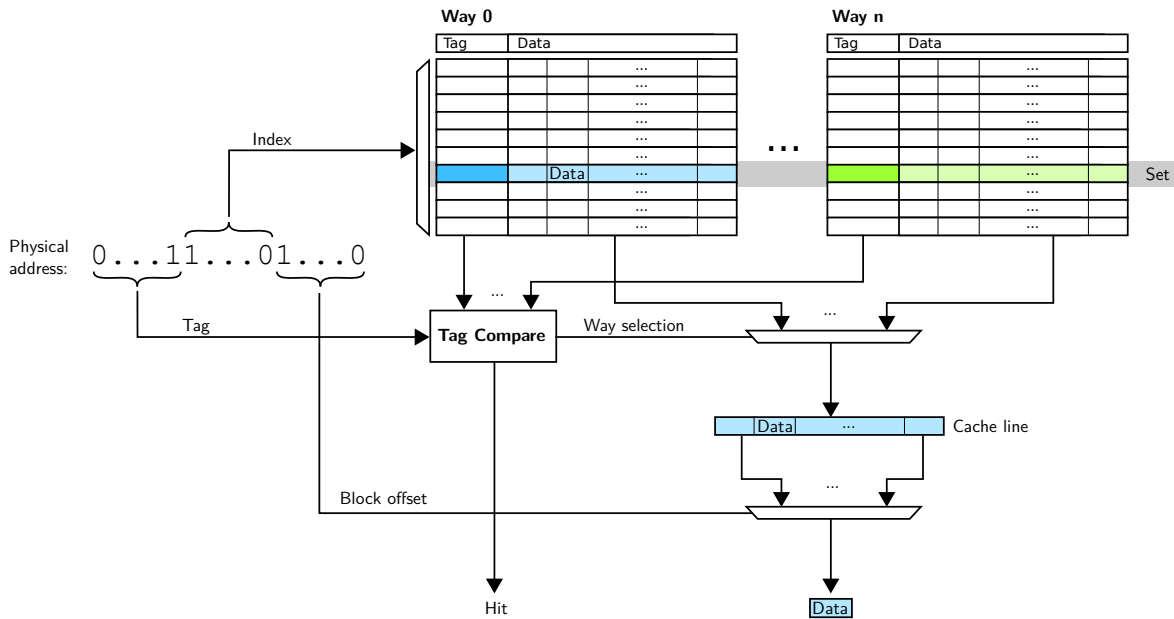 Way 0 Way n
Tag Data Tag Data
... ...
... ...
... ...
... ...
... ...
... ...
Index
...
Data ... ... Set
... ...
... ...
... ...
Physical
address:
0...11...01...0
...
...
Tag
Tag Compare
Way selection
Data ... Cache line
...
Block offset
Hit
Data